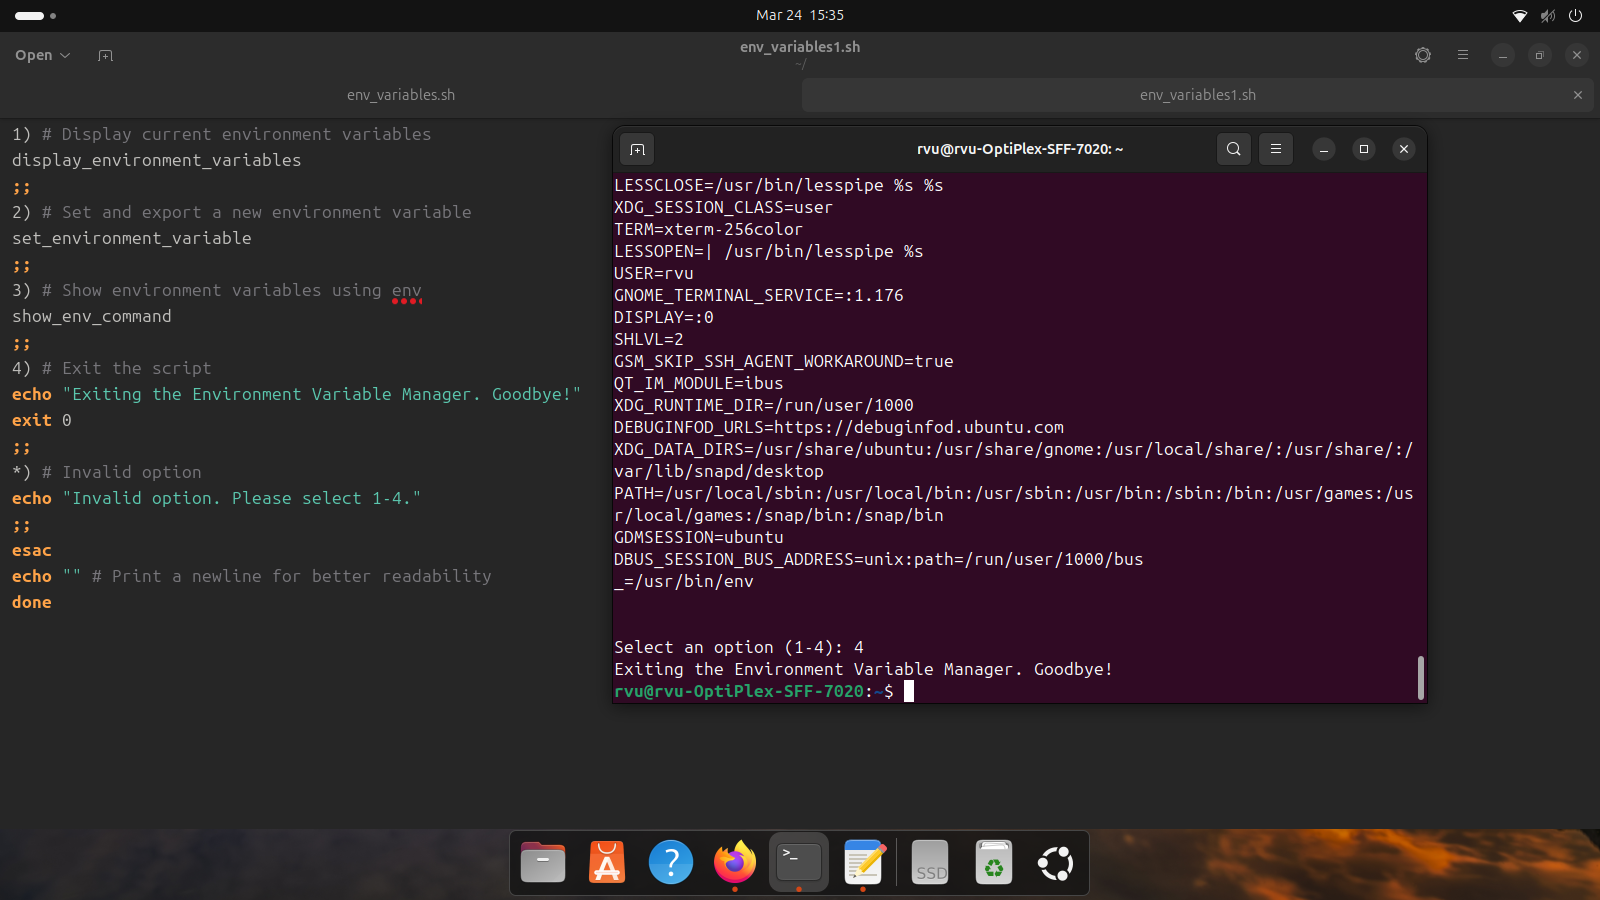 Mar 24 15:35
Open
env_variables1.sh
~/
env_variables.sh
env_variables1.sh
1) # Display current environment variables
display_environment_variables
;;
2) # Set and export a new environment variable
set_environment_variable
;;
3) # Show environment variables using env
show_env_command
;;
4) # Exit the script
echo "Exiting the Environment Variable Manager. Goodbye!"
exit 0
;;
*) # Invalid option
echo "Invalid option. Please select 1-4."
;;
esac
echo "" # Print a newline for better readability
done
rvu@rvu-OptiPlex-SFF-7020: ~
LESSCLOSE=/usr/bin/lesspipe %s %s
XDG_SESSION_CLASS=user
TERM=xterm-256color
LESSOPEN=| /usr/bin/lesspipe %s
USER=rvu
GNOME_TERMINAL_SERVICE=:1.176
DISPLAY=:0
SHLVL=2
GSM_SKIP_SSH_AGENT_WORKAROUND=true
QT_IM_MODULE=ibus
XDG_RUNTIME_DIR=/run/user/1000
DEBUGINFOD_URLS=https://debuginfod.ubuntu.com
XDG_DATA_DIRS=/usr/share/ubuntu:/usr/share/gnome:/usr/local/share/:/usr/share/:/
var/lib/snapd/desktop
PATH=/usr/local/sbin:/usr/local/bin:/usr/sbin:/usr/bin:/sbin:/bin:/usr/games:/us
r/local/games:/snap/bin:/snap/bin
GDMSESSION=ubuntu
DBUS_SESSION_BUS_ADDRESS=unix:path=/run/user/1000/bus
_=/usr/bin/env
Select an option (1-4): 4
Exiting the Environment Variable Manager. Goodbye!
rvu@rvu-OptiPlex-SFF-7020:~$
SSD